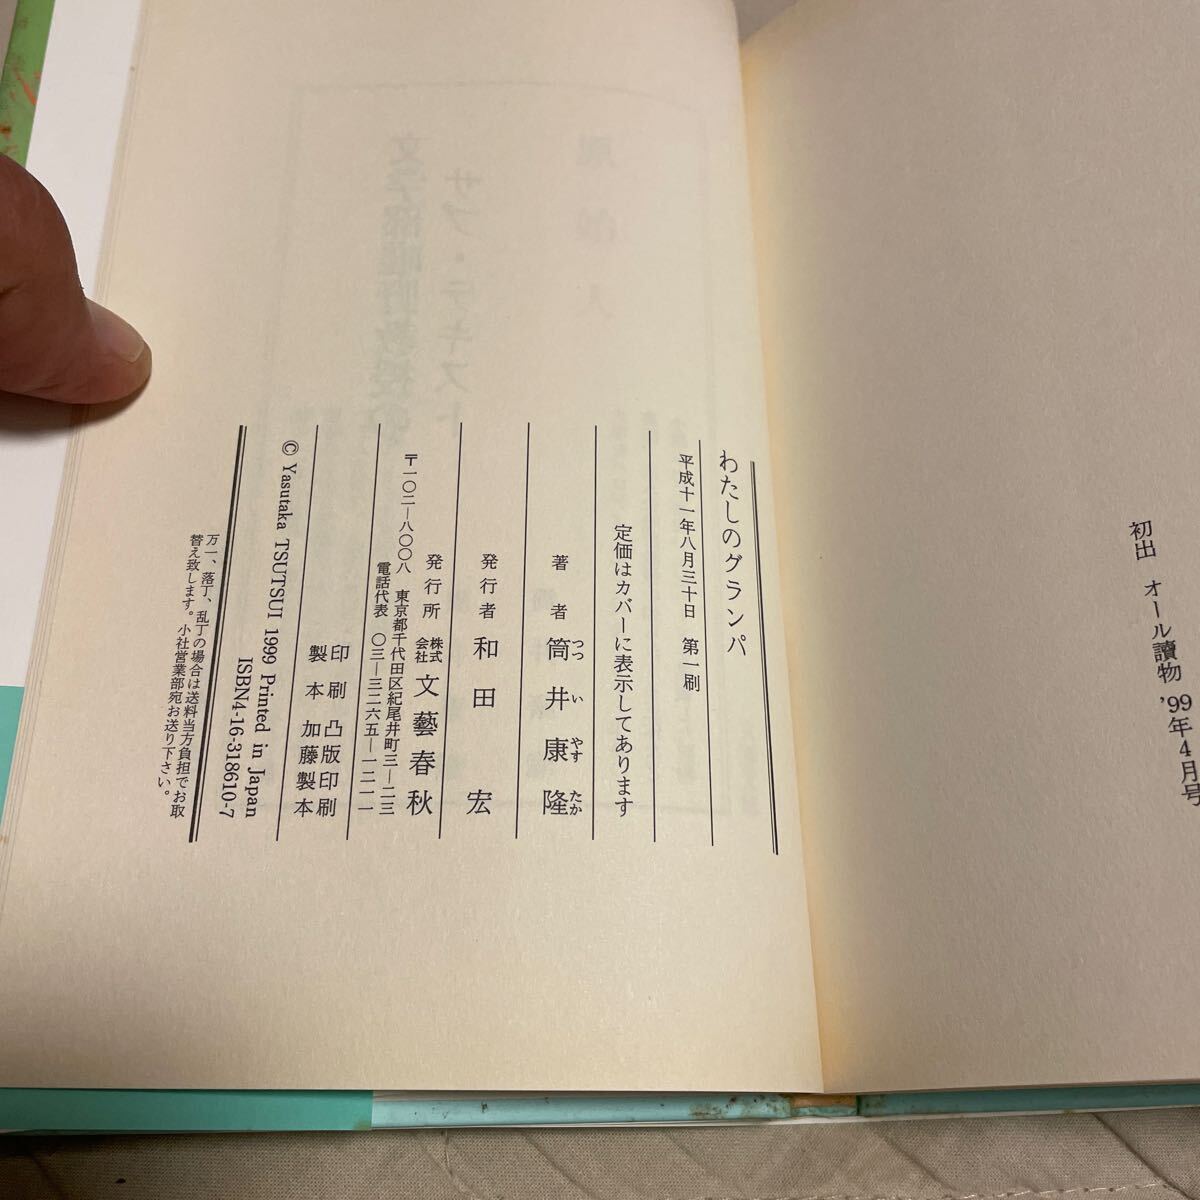 初出 オール讀物 '99年4月号
わたしのグランパ
平成十一年八月三十日 第一刷
定価はカバーに表示してあります
著者 筒井康隆
つつ い やす たか
発行者 和田 宏
発行所 株式会社 文藝春秋
〒一〇二―八〇〇八 東京都千代田区紀尾井町三―二三
電話代表 〇三―三二六五―一二一一
印刷 凸版印刷
製本 加藤製本
© Yasutaka TSUTSUI 1999 Printed in Japan
ISBN4-16-318610-7
万一、落丁、乱丁の場合は送料当方負担でお取
替え致します。小社営業部宛お送り下さい。